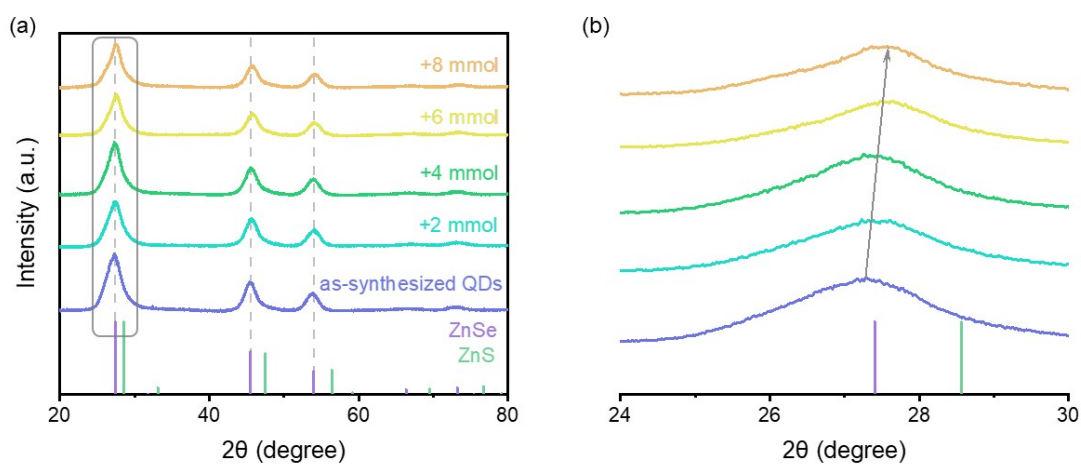 (a)
+8 mmol
+6 mmol
+4 mmol
+2 mmol
as-synthesized QDs
ZnSe
ZnS
Intensity (a.u.)
20 40 60 80
2θ (degree)
(b)
24 26 28 30
2θ (degree)